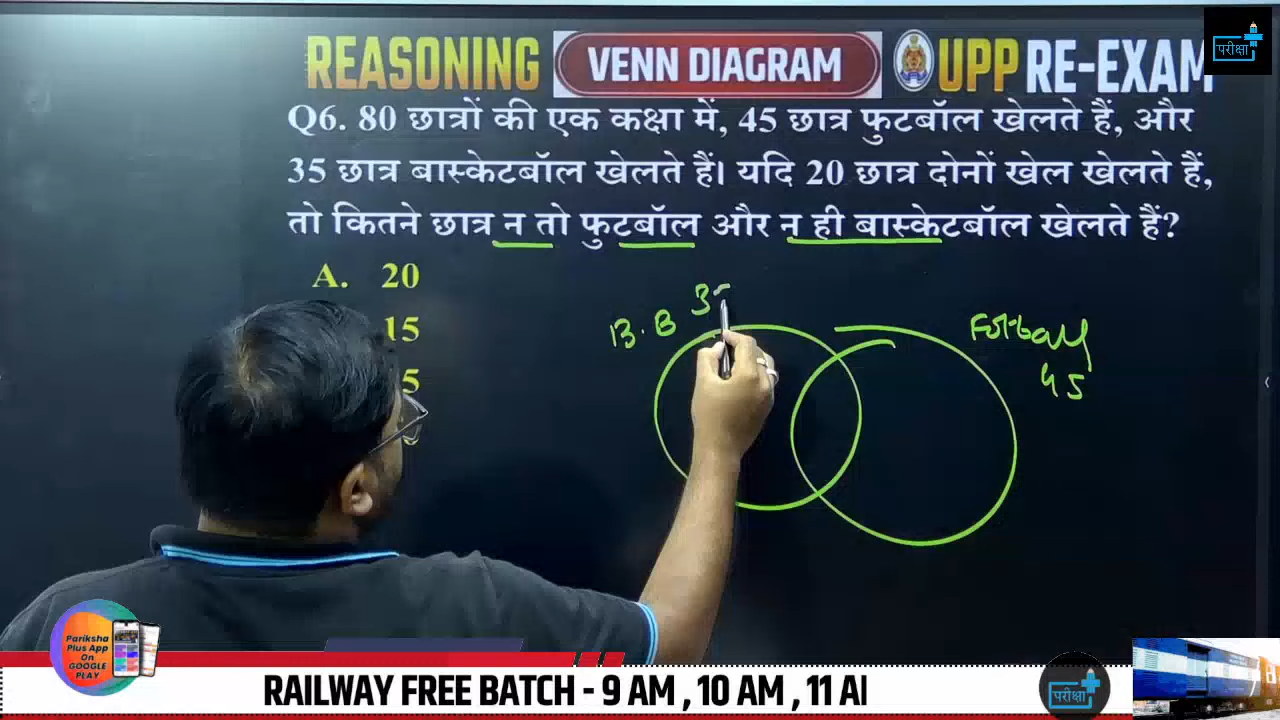 REASONING VENN DIAGRAM UPP RE-EXAM
परीक्षा
Q6. 80 छात्रों की एक कक्षा में, 45 छात्र फुटबॉल खेलते हैं, और
35 छात्र बास्केटबॉल खेलते हैं। यदि 20 छात्र दोनों खेल खेलते हैं,
तो कितने छात्र न तो फुटबॉल और न ही बास्केटबॉल खेलते हैं?
A. 20
15
5
B.B
45
Pariksha
Plus App
On
GOOGLE
PLAY
RAILWAY FREE BATCH - 9 AM , 10 AM , 11 A
परीक्षा